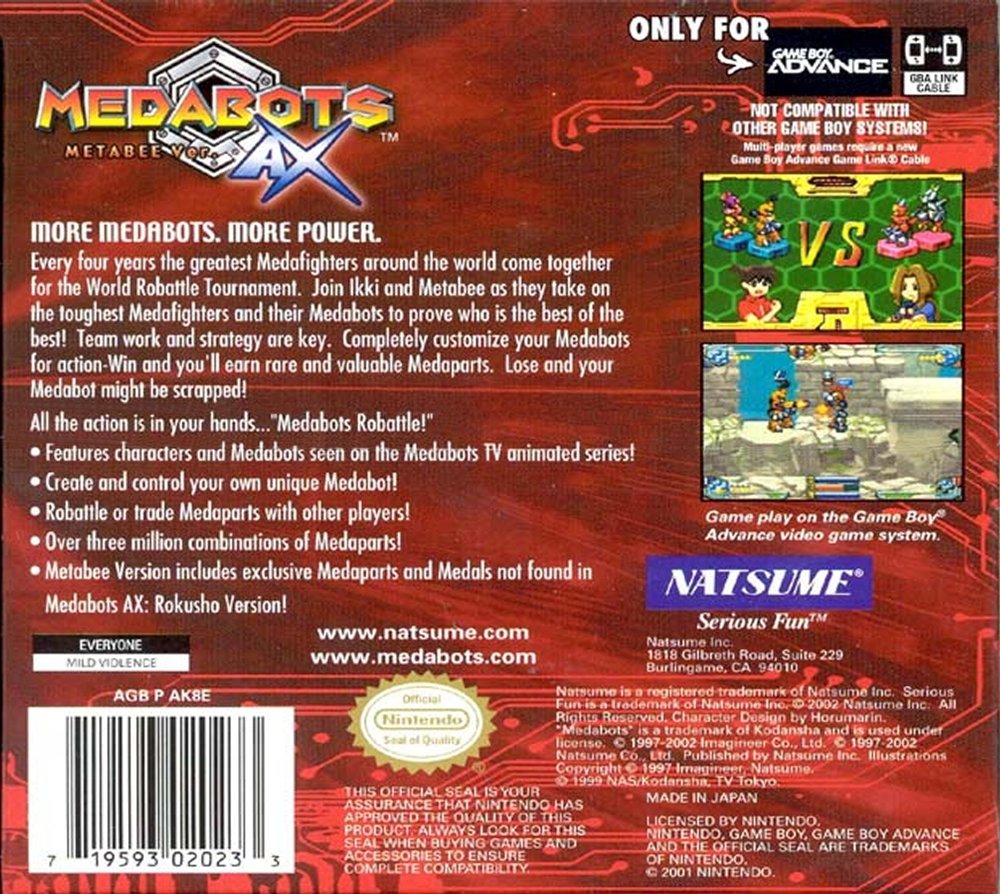 MEDABOTS™
METABEE Ver. AX
MORE MEDABOTS. MORE POWER.
Every four years the greatest Medafighters around the world come together
for the World Robattle Tournament. Join Ikki and Metabee as they take on
the toughest Medafighters and their Medabots to prove who is the best of the
best! Team work and strategy are key. Completely customize your Medabots
for action-Win and you'll earn rare and valuable Medaparts. Lose and your
Medabot might be scrapped!
All the action is in your hands..."Medabots Robattle!"
• Features characters and Medabots seen on the Medabots TV animated series!
• Create and control your own unique Medabot!
• Robattle or trade Medaparts with other players!
• Over three million combinations of Medaparts!
• Metabee Version includes exclusive Medaparts and Medals not found in
Medabots AX: Rokusho Version!
EVERYONE
MILD VIOLENCE
www.natsume.com
www.medabots.com
AGB P AK8E
7 19593 02023 3
Official
Nintendo
Seal of Quality
®
THIS OFFICIAL SEAL IS YOUR
ASSURANCE THAT NINTENDO HAS
APPROVED THE QUALITY OF THIS
PRODUCT. ALWAYS LOOK FOR THIS
SEAL WHEN BUYING GAMES AND
ACCESSORIES TO ENSURE
COMPLETE COMPATIBILITY.
ONLY FOR
GAME BOY
ADVANCE
GBA LINK
CABLE
NOT COMPATIBLE WITH
OTHER GAME BOY SYSTEMS!
Multi-player games require a new
Game Boy Advance Game Link® Cable
VS
Game play on the Game Boy®
Advance video game system.
NATSUME®
Serious Fun™
Natsume Inc.
1818 Gilbreth Road, Suite 229
Burlingame, CA 94010
Natsume is a registered trademark of Natsume Inc. Serious
Fun is a trademark of Natsume Inc. © 2002 Natsume Inc. All
Rights Reserved. Character Design by Horumarin.
"Medabots" is a trademark of Kodansha and is used under
license. © 1997-2002 Imagineer Co., Ltd. © 1997-2002
Natsume Co., Ltd. Published by Natsume Inc. Illustrations
Copyright © 1997 Imagineer, Natsume.
© 1999 NAS/Kodansha, TV Tokyo.
MADE IN JAPAN
LICENSED BY NINTENDO.
NINTENDO, GAME BOY, GAME BOY ADVANCE
AND THE OFFICIAL SEAL ARE TRADEMARKS
OF NINTENDO.
© 2001 NINTENDO.